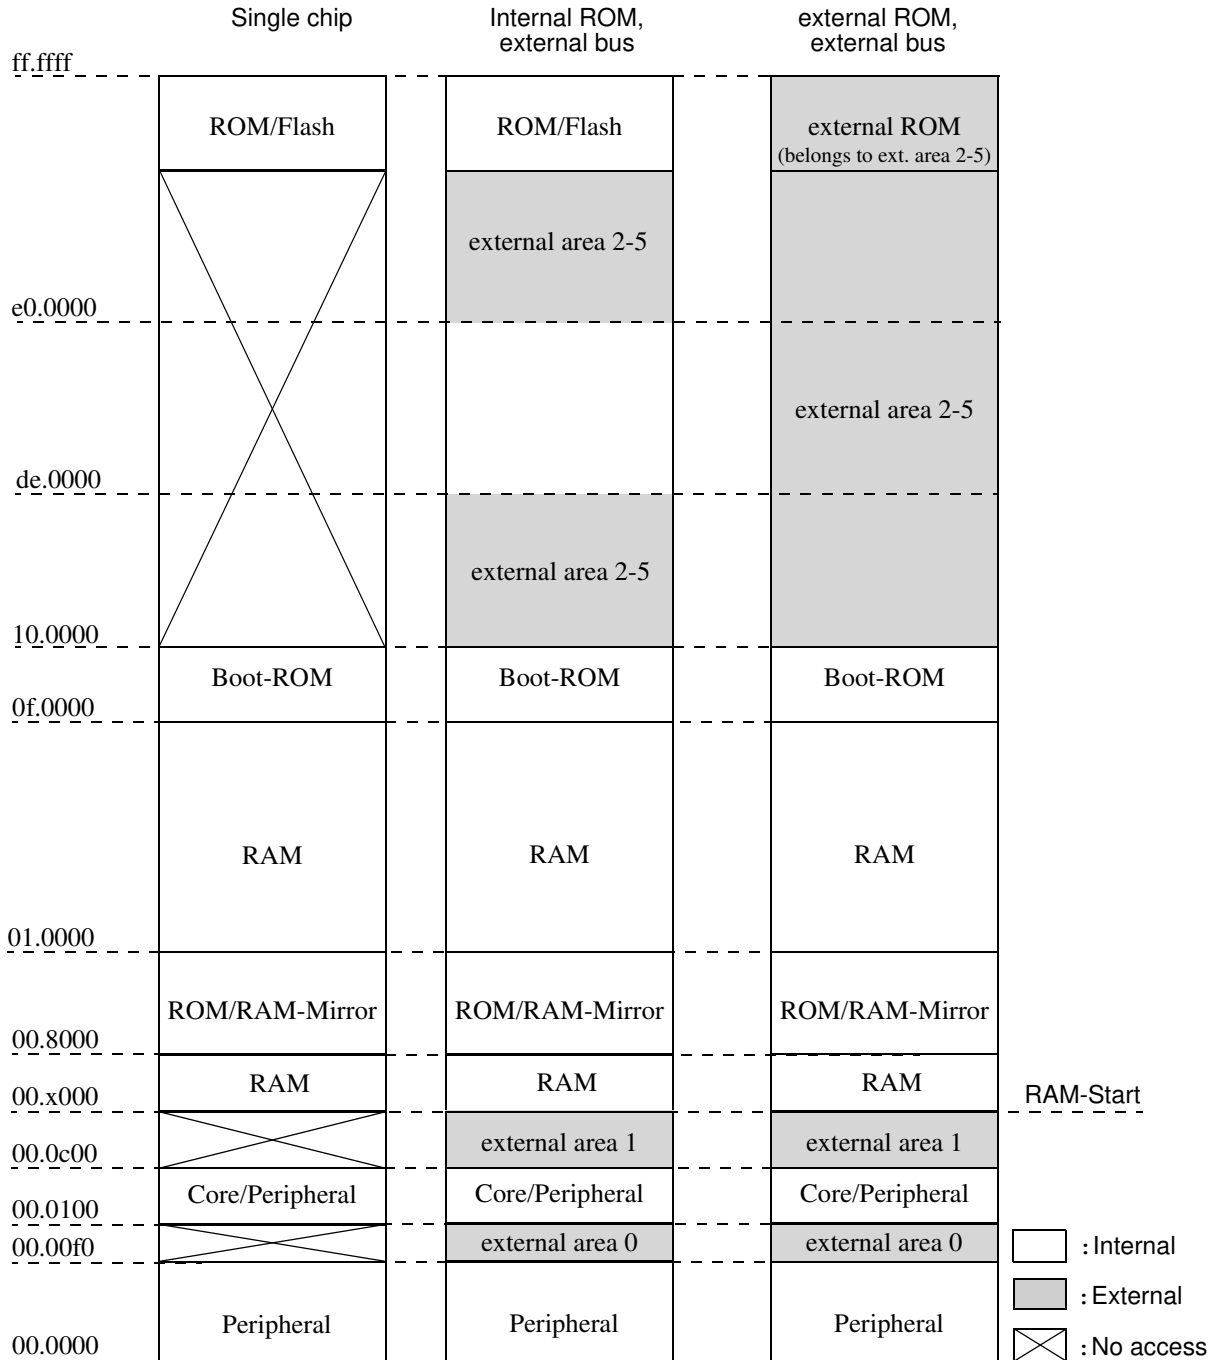 Single chip
Internal ROM,
external bus
external ROM,
external bus
ff.ffff
ROM/Flash
ROM/Flash
external ROM
(belongs to ext. area 2-5)
external area 2-5
e0.0000
external area 2-5
de.0000
external area 2-5
10.0000
Boot-ROM
Boot-ROM
Boot-ROM
0f.0000
RAM
RAM
RAM
01.0000
ROM/RAM-Mirror
ROM/RAM-Mirror
ROM/RAM-Mirror
00.8000
RAM
RAM
RAM
00.x000
RAM-Start
external area 1
external area 1
00.0c00
Core/Peripheral
Core/Peripheral
Core/Peripheral
00.0100
external area 0
external area 0
00.00f0
: Internal
: External
Peripheral
Peripheral
Peripheral
00.0000
: No access